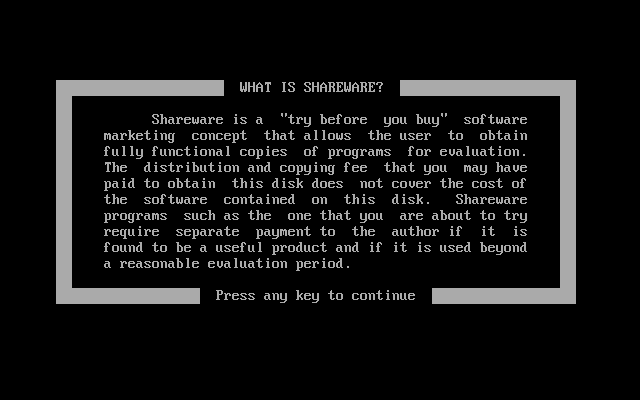 WHAT IS SHAREWARE?
Shareware is a "try before you buy" software
marketing concept that allows the user to obtain
fully functional copies of programs for evaluation.
The distribution and copying fee that you may have
paid to obtain this disk does not cover the cost of
the software contained on this disk. Shareware
programs such as the one that you are about to try
require separate payment to the author if it is
found to be a useful product and if it is used beyond
a reasonable evaluation period.
Press any key to continue